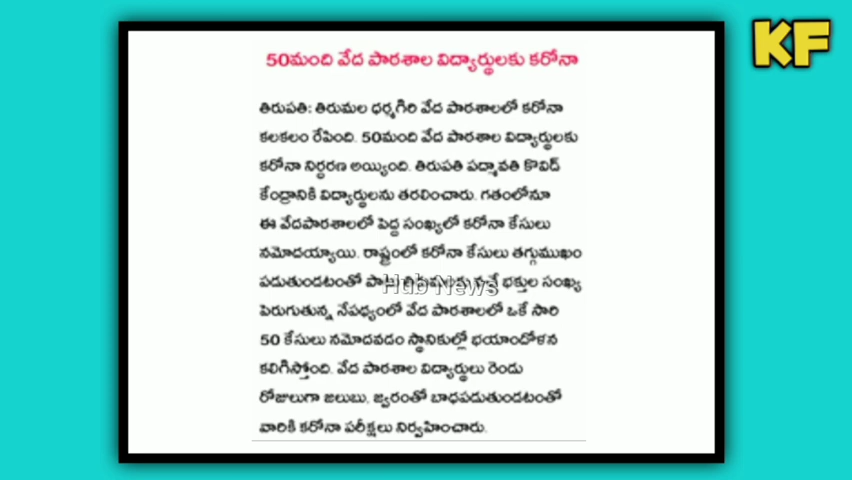 KF
50మంది వేద పాఠశాల విద్యార్థులకు కరోనా
తిరుపతి: తిరుమల ధర్మగిరి వేద పాఠశాలలో కరోనా
కలకలం రేపింది. 50మంది వేద పాఠశాల విద్యార్థులకు
కరోనా నిర్ధరణ అయ్యింది. తిరుపతి పద్మావతి కొవిడ్
కేంద్రానికి విద్యార్థులను తరలించారు. గతంలోనూ
ఈ వేదపాఠశాలలో పెద్ద సంఖ్యలో కరోనా కేసులు
నమోదయ్యాయి. రాష్ట్రంలో కరోనా కేసులు తగ్గుముఖం
పడుతుండటంతో భక్తుల సంఖ్య
Hub News
పెరుగుతున్న నేపథ్యంలో వేద పాఠశాలలో ఒకే సారి
50 కేసులు నమోదవడం స్థానికుల్లో భయాందోళన
కలిగిస్తోంది. వేద పాఠశాల విద్యార్థులు రెండు
రోజులుగా జలుబు, జ్వరంతో బాధపడుతుండటంతో
వారికి కరోనా పరీక్షలు నిర్వహించారు.